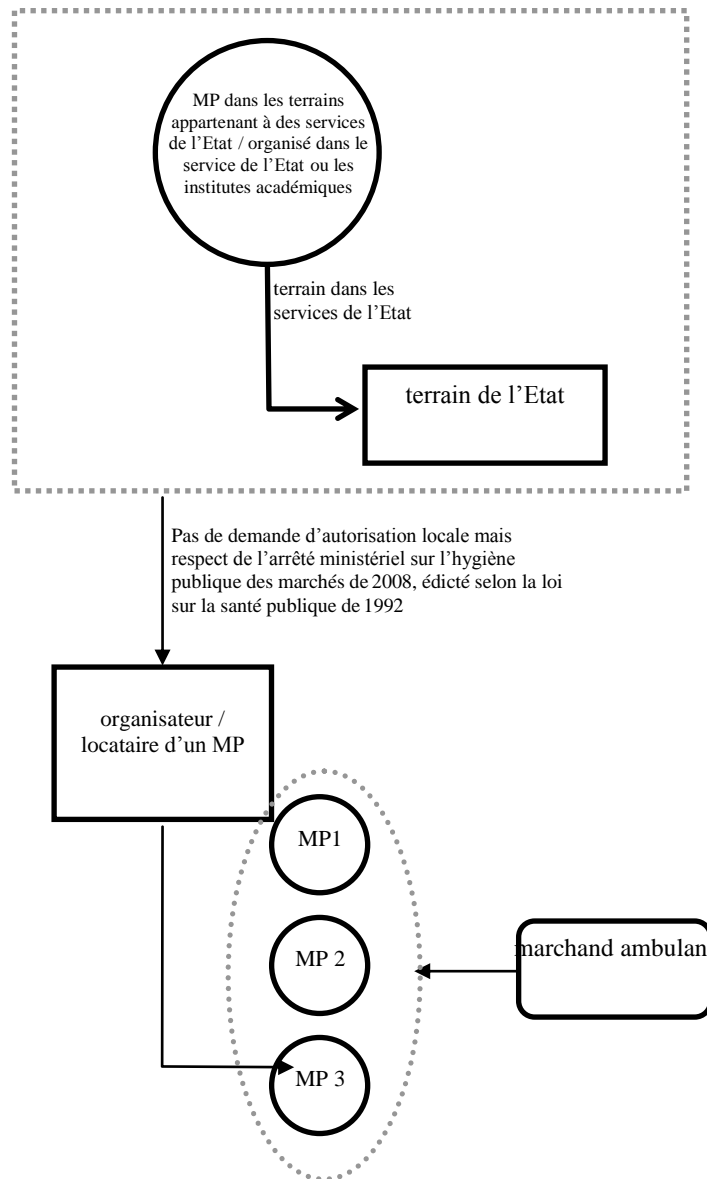 MP dans les terrains
appartenant à des services
de l’Etat / organisé dans le
service de l’Etat ou les
institutes académiques
terrain dans les
services de l’Etat
terrain de l’Etat
Pas de demande d’autorisation locale mais
respect de l’arrêté ministériel sur l’hygiène
publique des marchés de 2008, édicté selon la loi
sur la santé publique de 1992
organisateur /
locataire d’un MP
MP1
MP 2
marchand ambulan
MP 3